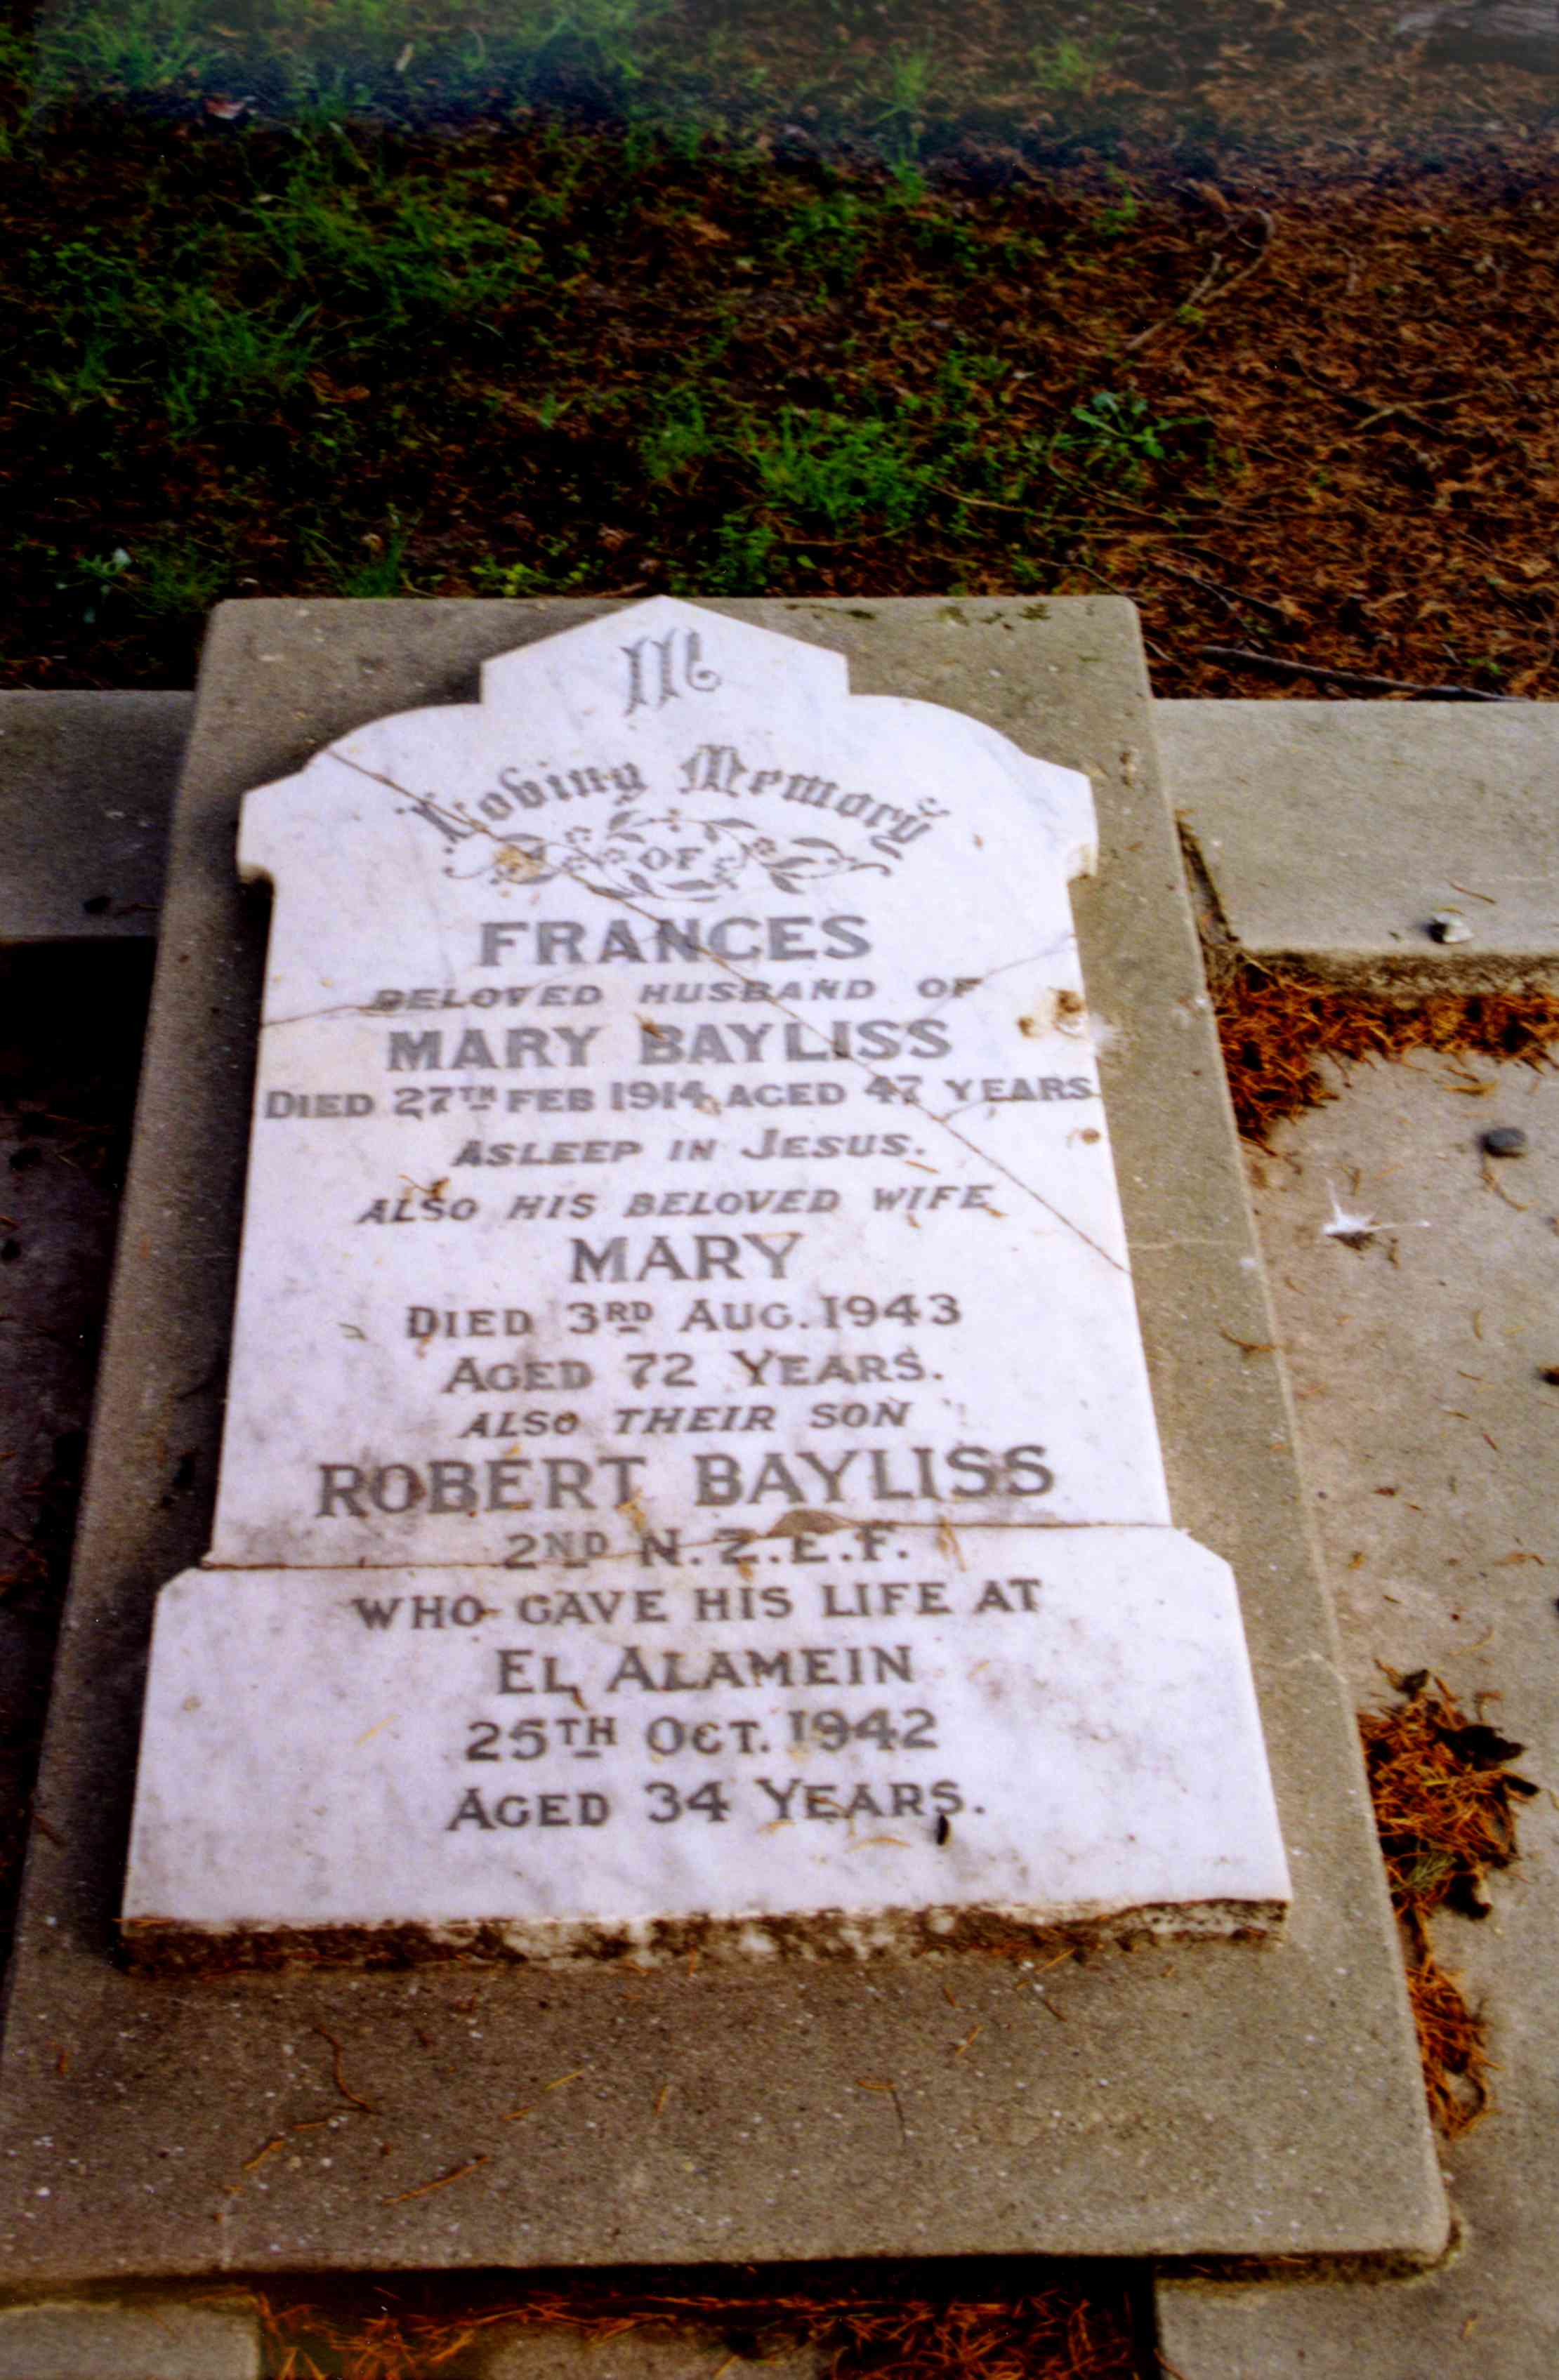 In
Loving Memory
OF
FRANCES
BELOVED HUSBAND OF
MARY BAYLISS
DIED 27TH FEB 1914, AGED 47 YEARS
ASLEEP IN JESUS.
ALSO HIS BELOVED WIFE
MARY
DIED 3RD AUG. 1943
AGED 72 YEARS.
ALSO THEIR SON
ROBERT BAYLISS
2ND N.Z.E.F.
WHO GAVE HIS LIFE AT
EL ALAMEIN
25TH OCT. 1942
AGED 34 YEARS.